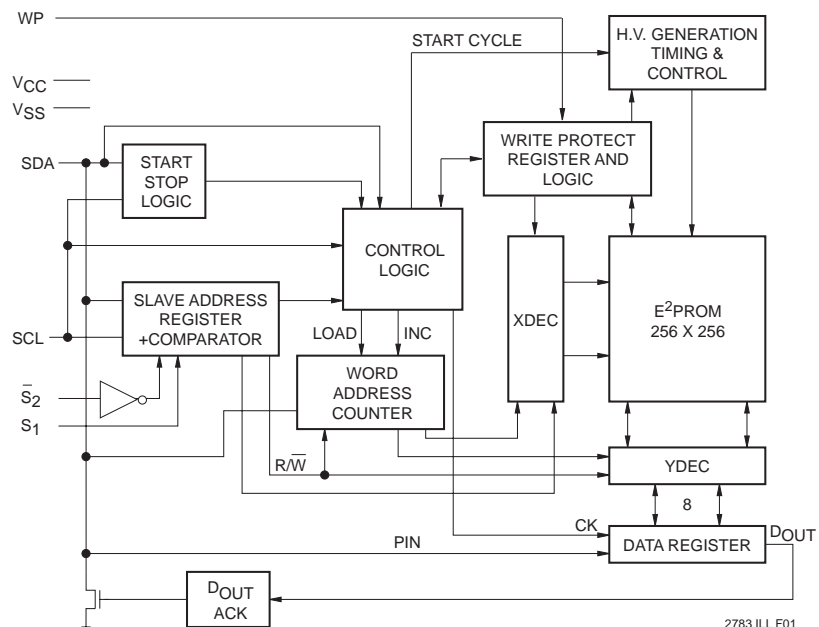 WP
START CYCLE
H.V. GENERATION
TIMING &
CONTROL
VCC
VSS
SDA
START
STOP
LOGIC
WRITE PROTECT
REGISTER AND
LOGIC
CONTROL
LOGIC
SLAVE ADDRESS
REGISTER
+COMPARATOR
SCL
LOAD
INC
XDEC
E²PROM
256 X 256
S̅2
S1
WORD
ADDRESS
COUNTER
R/W̅
YDEC
8
CK
PIN
DATA REGISTER
DOUT
DOUT
ACK
2783 ILL F01